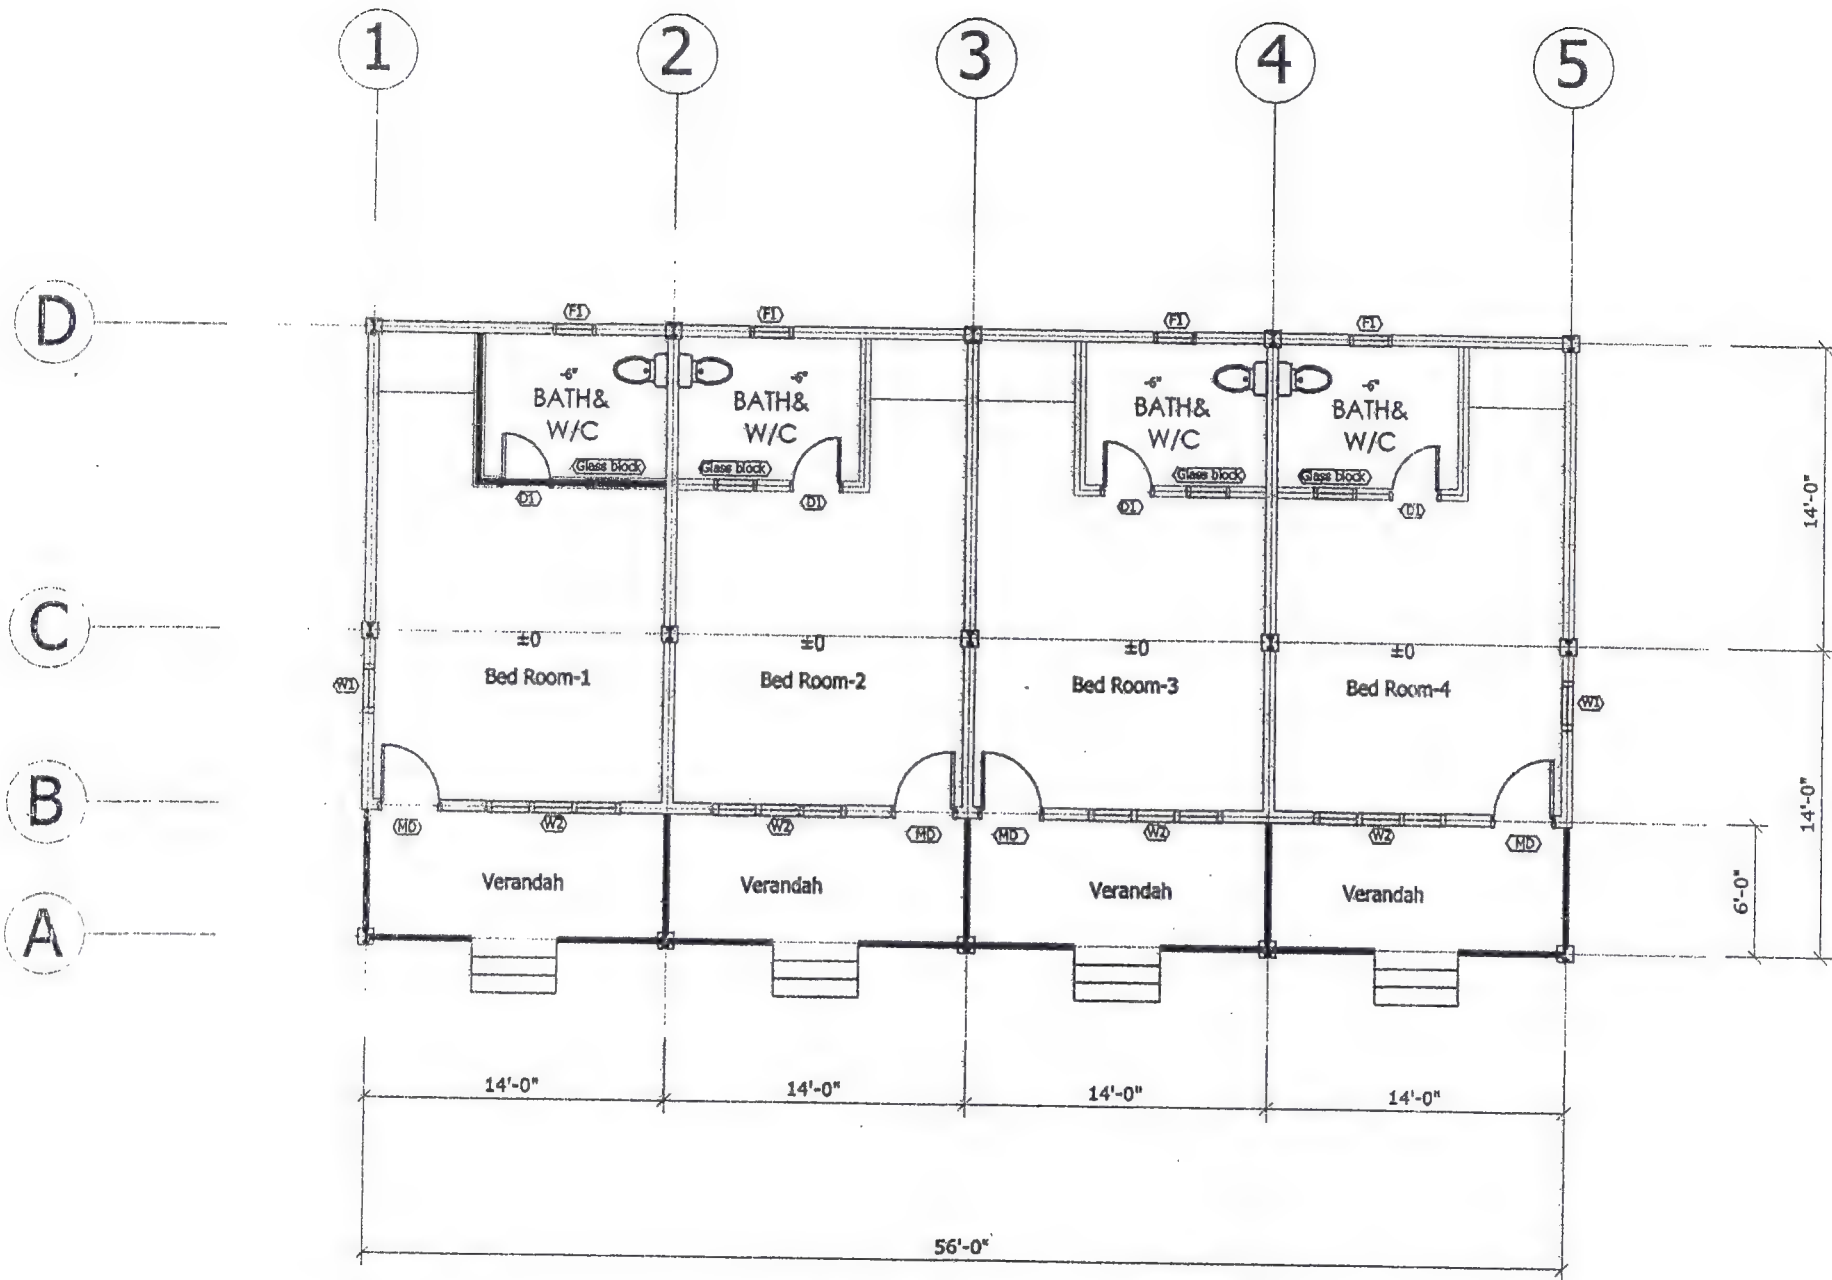 1 2 3 4 5
D
F1 F1 F1 F1
-6" -6" -6" -6"
BATH& BATH& BATH& BATH&
W/C W/C W/C W/C
Glass block Glass block Glass block Glass block
D1 D1 D1 D1
14'-0"
C
±0 ±0 ±0 ±0
Bed Room-1 Bed Room-2 Bed Room-3 Bed Room-4
W1 W1
B
MD W2 W2 MD MD W2 W2 MD
14'-0"
Verandah Verandah Verandah Verandah
6'-0"
A
14'-0" 14'-0" 14'-0" 14'-0"
56'-0"